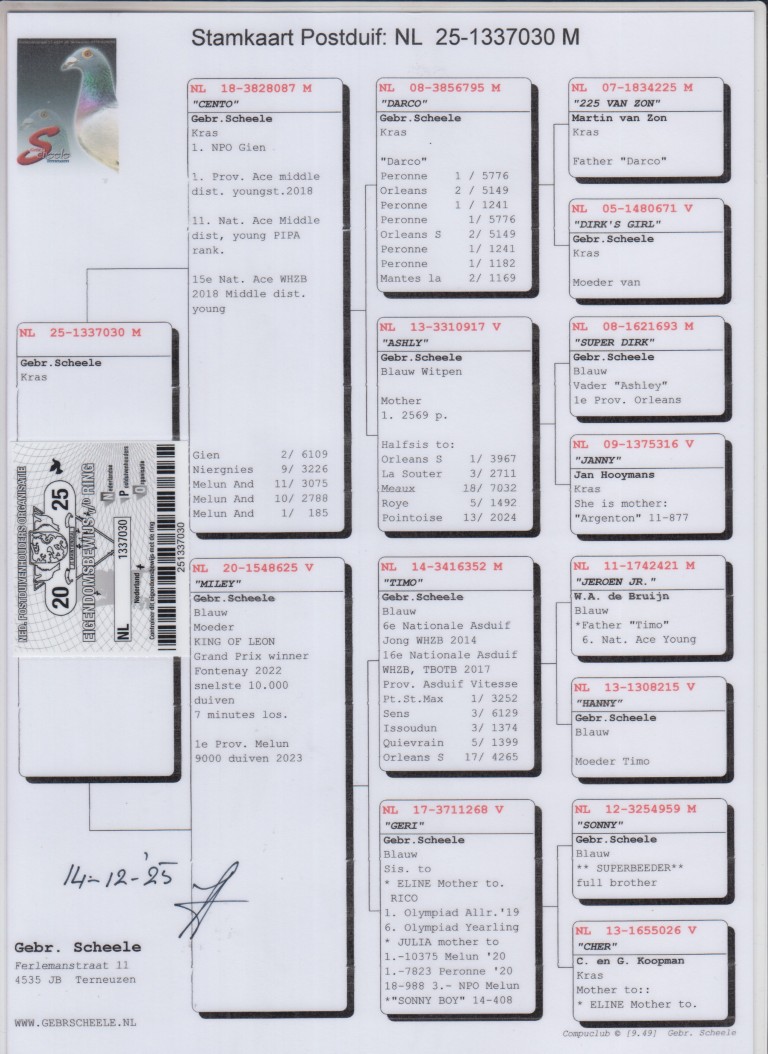 Stamkaart Postduif: NL 25-1337030 M
Scheele
NL 25-1337030 M
Gebr.Scheele
Kras
NED. POSTDUIVENHOUDERS ORGANISATIE
20 25
EIGENDOMSBEWIJS v/d RING
NL 1337030
Nederland
Nederlandse
Postduivenhouders
Organisatie
Controleer dit eigendomsbewijs met de ring
251337030
NL 18-3828087 M
"CENTO"
Gebr.Scheele
Kras
1. NPO Gien
1. Prov. Ace middle
dist. youngst.2018
11. Nat. Ace Middle
dist, young PIPA
rank.
15e Nat. Ace WHZB
2018 Middle dist.
young
Gien 2/ 6109
Niergnies 9/ 3226
Melun And 11/ 3075
Melun And 10/ 2788
Melun And 1/ 185
NL 20-1548625 V
"MILEY"
Gebr.Scheele
Blauw
Moeder
KING OF LEON
Grand Prix winner
Fontenay 2022
snelste 10.000
duiven
7 minutes los.
1e Prov. Melun
9000 duiven 2023
NL 08-3856795 M
"DARCO"
Gebr.Scheele
Kras
"Darco"
Peronne 1 / 5776
Orleans 2 / 5149
Peronne 1 / 1241
Peronne 1/ 5776
Orleans S 2/ 5149
Peronne 1/ 1241
Peronne 1/ 1182
Mantes la 2/ 1169
NL 13-3310917 V
"ASHLY"
Gebr.Scheele
Blauw Witpen
Mother
1. 2569 p.
Halfsis to:
Orleans S 1/ 3967
La Souter 3/ 2711
Meaux 18/ 7032
Roye 5/ 1492
Pointoise 13/ 2024
NL 14-3416352 M
"TIMO"
Gebr.Scheele
Blauw
6e Nationale Asduif
Jong WHZB 2014
16e Nationale Asduif
WHZB, TBOTB 2017
Prov. Asduif Vitesse
Pt.St.Max 1/ 3252
Sens 3/ 6129
Issoudun 3/ 1374
Quievrain 5/ 1399
Orleans S 17/ 4265
NL 17-3711268 V
"GERI"
Gebr.Scheele
Blauw
Sis. to
* ELINE Mother to.
RICO
1. Olympiad Allr.'19
6. Olympiad Yearling
* JULIA mother to
1.-10375 Melun '20
1.-7823 Peronne '20
18-988 3.- NPO Melun
*"SONNY BOY" 14-408
NL 07-1834225 M
"225 VAN ZON"
Martin van Zon
Kras
Father "Darco"
NL 05-1480671 V
"DIRK'S GIRL"
Gebr.Scheele
Kras
Moeder van
NL 08-1621693 M
"SUPER DIRK"
Gebr.Scheele
Blauw
Vader "Ashley"
1e Prov. Orleans
NL 09-1375316 V
"JANNY"
Jan Hooymans
Kras
She is mother:
"Argenton" 11-877
NL 11-1742421 M
"JEROEN JR."
W.A. de Bruijn
Blauw
*Father "Timo"
6. Nat. Ace Young
NL 13-1308215 V
"HANNY"
Gebr.Scheele
Blauw
Moeder Timo
NL 12-3254959 M
"SONNY"
Gebr.Scheele
Blauw
** SUPERBEEDER**
full brother
NL 13-1655026 V
"CHER"
C. en G. Koopman
Kras
Mother to::
* ELINE Mother to.
14-12-'25
Gebr. Scheele
Ferlemanstraat 11
4535 JB Terneuzen
WWW.GEBRSCHEELE.NL
Compuclub © [9.49] Gebr. Scheele